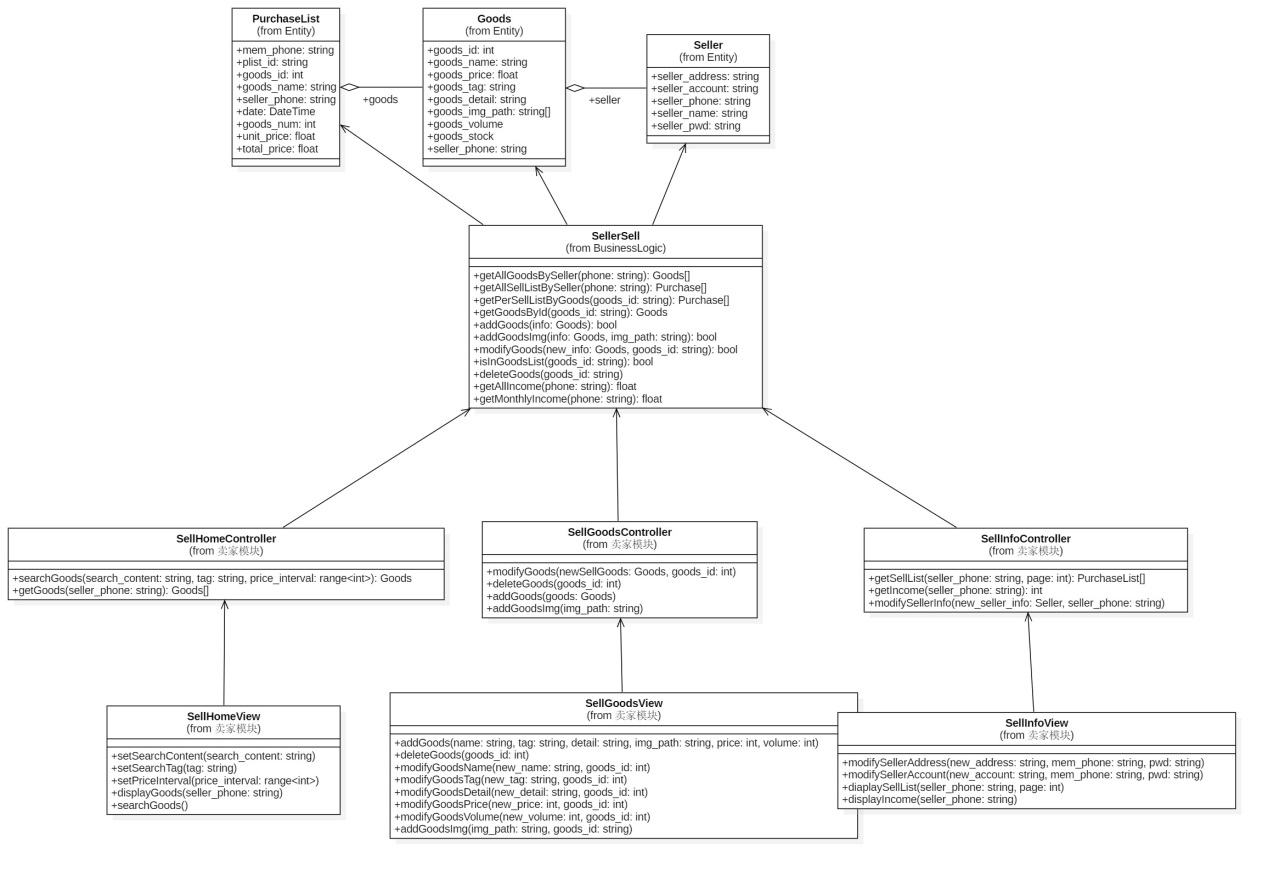 PurchaseList
(from Entity)
+mem_phone: string
+plist_id: string
+goods_id: int
+goods_name: string
+seller_phone: string
+date: DateTime
+goods_num: int
+unit_price: float
+total_price: float
+goods
Goods
(from Entity)
+goods_id: int
+goods_name: string
+goods_price: float
+goods_tag: string
+goods_detail: string
+goods_img_path: string[]
+goods_volume
+goods_stock
+seller_phone: string
+seller
Seller
(from Entity)
+seller_address: string
+seller_account: string
+seller_phone: string
+seller_name: string
+seller_pwd: string
SellerSell
(from BusinessLogic)
+getAllGoodsBySeller(phone: string): Goods[]
+getAllSellListBySeller(phone: string): Purchase[]
+getPerSellListByGoods(goods_id: string): Purchase[]
+getGoodsById(goods_id: string): Goods
+addGoods(info: Goods): bool
+addGoodsImg(info: Goods, img_path: string): bool
+modifyGoods(new_info: Goods, goods_id: string): bool
+isInGoodsList(goods_id: string): bool
+deleteGoods(goods_id: string)
+getAllIncome(phone: string): float
+getMonthlyIncome(phone: string): float
SellHomeController
(from 卖家模块)
+searchGoods(search_content: string, tag: string, price_interval: range<int>): Goods
+getGoods(seller_phone: string): Goods[]
SellGoodsController
(from 卖家模块)
+modifyGoods(newSellGoods: Goods, goods_id: int)
+deleteGoods(goods_id: int)
+addGoods(goods: Goods)
+addGoodsImg(img_path: string)
SellInfoController
(from 卖家模块)
+getSellList(seller_phone: string, page: int): PurchaseList[]
+getIncome(seller_phone: string): int
+modifySellerInfo(new_seller_info: Seller, seller_phone: string)
SellHomeView
(from 卖家模块)
+setSearchContent(search_content: string)
+setSearchTag(tag: string)
+setPriceInterval(price_interval: range<int>)
+displayGoods(seller_phone: string)
+searchGoods()
SellGoodsView
(from 卖家模块)
+addGoods(name: string, tag: string, detail: string, img_path: string, price: int, volume: int)
+deleteGoods(goods_id: int)
+modifyGoodsName(new_name: string, goods_id: int)
+modifyGoodsTag(new_tag: string, goods_id: int)
+modifyGoodsDetail(new_detail: string, goods_id: int)
+modifyGoodsPrice(new_price: int, goods_id: int)
+modifyGoodsVolume(new_volume: int, goods_id: int)
+addGoodsImg(img_path: string, goods_id: string)
SellInfoView
(from 卖家模块)
+modifySellerAddress(new_address: string, mem_phone: string, pwd: string)
+modifySellerAccount(new_account: string, mem_phone: string, pwd: string)
+diaplaySellList(seller_phone: string, page: int)
+displayIncome(seller_phone: string)